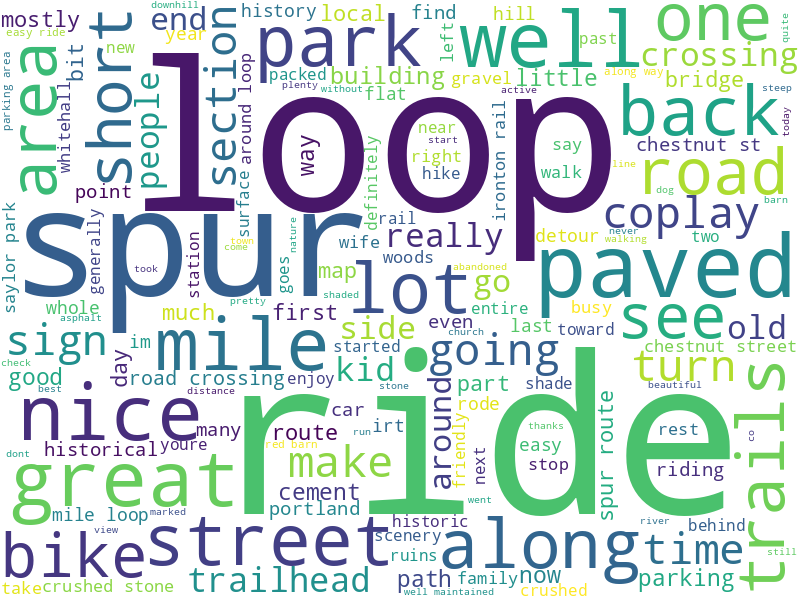 downhill
mostly
short
end
section
history
local
park
find
hill
left
well
past
one
quite
easy ride
new
year
parking area
area
whitehall
bit
people
loop
packed
building
gravel
little
crossing
along way
bridge
steep
plenty
without
active
flat
around loop
surface
way
definitely
near
start
right
hike
ironton rail
say
walk
back
chestnut st
today
line
road
dog
barn
point
saylor park
generally
spur
station
took
town
come
nature
goes
wife
rail
woods
really
coplay
detour
two
never
walking
map
shaded
pretty
lot
go
abandoned
paved
see
whole
asphalt
much
first
entire
busy
sign
mile
im
side
even
church
last
toward
old
started
going
chestnut street
check
good
best
day
road crossing
enjoy
kid
stone
distance
part
shade
turn
beautiful
nice
many
car
run
around
rode
friendly
ride
thanks
spur route
rest
trails
dont
historical
youre
red barn
route
irt
easy
stop
next
riding
co
great
make
cement
went
mile loop
marked
portland
historic
scenery
behind
river
still
bike
street
view
ruins
along
time
take
crushed stone
trailhead
path
family
now
well maintained
crushed
parking